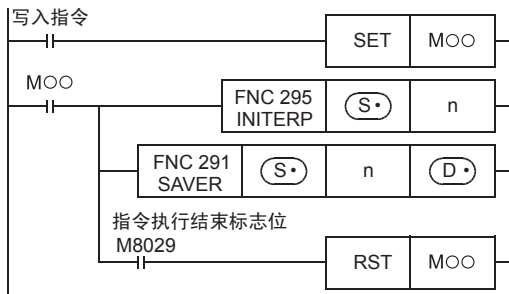 写入指令
SET M○○
M○○
FNC 295
INITERP
S• n
FNC 291
SAVER
S• n D•
指令执行结束标志位
M8029
RST M○○